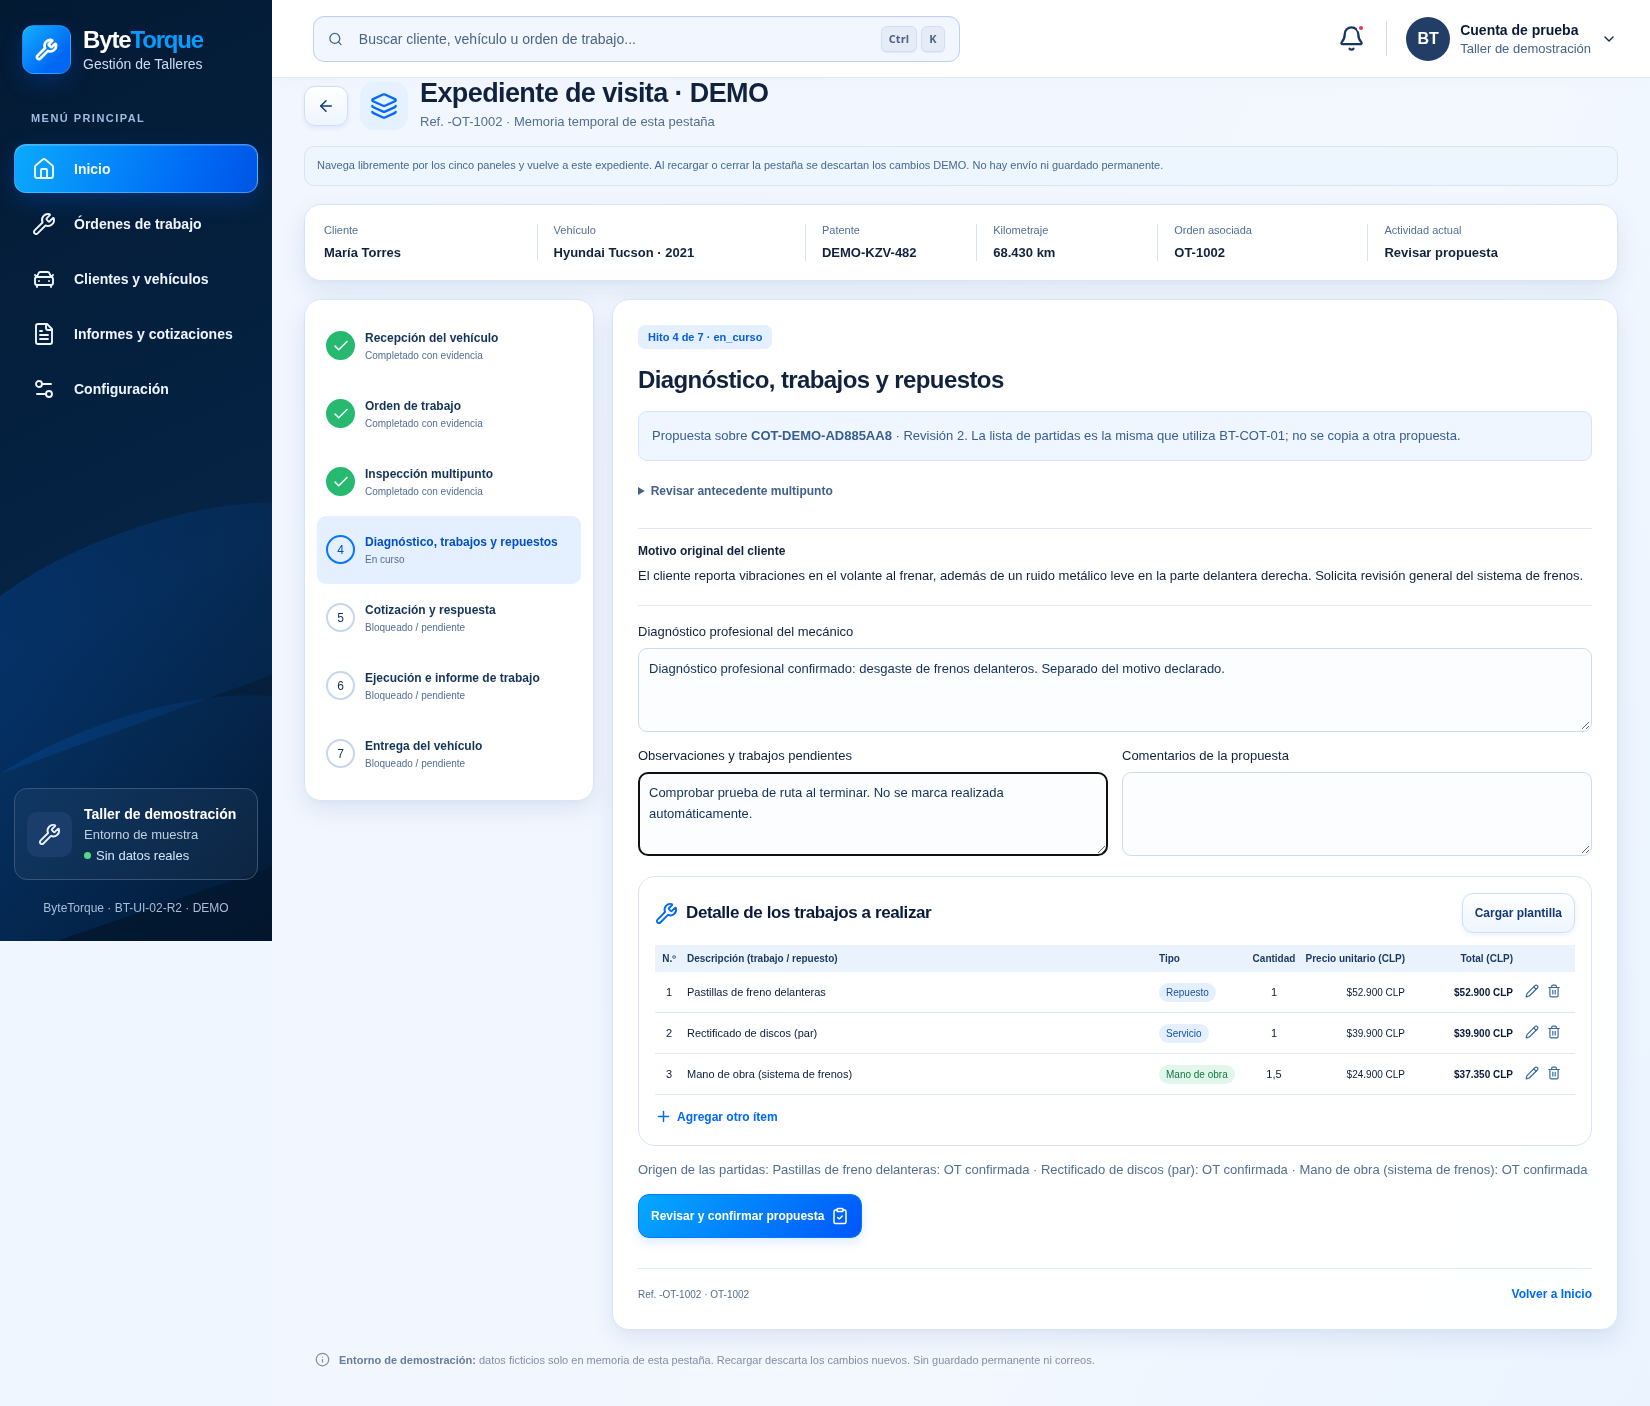 ByteTorque
Gestión de Talleres
MENÚ PRINCIPAL
Inicio
Órdenes de trabajo
Clientes y vehículos
Informes y cotizaciones
Configuración
Taller de demostración
Entorno de muestra
Sin datos reales
ByteTorque · BT-UI-02-R2 · DEMO
Buscar cliente, vehículo u orden de trabajo...
Ctrl K
BT
Cuenta de prueba
Taller de demostración
Expediente de visita · DEMO
Ref. -OT-1002 · Memoria temporal de esta pestaña
Navega libremente por los cinco paneles y vuelve a este expediente. Al recargar o cerrar la pestaña se descartan los cambios DEMO. No hay envío ni guardado permanente.
Cliente
María Torres
Vehículo
Hyundai Tucson · 2021
Patente
DEMO-KZV-482
Kilometraje
68.430 km
Orden asociada
OT-1002
Actividad actual
Revisar propuesta
Recepción del vehículo
Completado con evidencia
Orden de trabajo
Completado con evidencia
Inspección multipunto
Completado con evidencia
4 Diagnóstico, trabajos y repuestos
En curso
5 Cotización y respuesta
Bloqueado / pendiente
6 Ejecución e informe de trabajo
Bloqueado / pendiente
7 Entrega del vehículo
Bloqueado / pendiente
Hito 4 de 7 · en_curso
Diagnóstico, trabajos y repuestos
Propuesta sobre COT-DEMO-AD885AA8 · Revisión 2. La lista de partidas es la misma que utiliza BT-COT-01; no se copia a otra propuesta.
Revisar antecedente multipunto
Motivo original del cliente
El cliente reporta vibraciones en el volante al frenar, además de un ruido metálico leve en la parte delantera derecha. Solicita revisión general del sistema de frenos.
Diagnóstico profesional del mecánico
Diagnóstico profesional confirmado: desgaste de frenos delanteros. Separado del motivo declarado.
Observaciones y trabajos pendientes
Comprobar prueba de ruta al terminar. No se marca realizada
automáticamente.
Comentarios de la propuesta
Detalle de los trabajos a realizar
Cargar plantilla
N.º Descripción (trabajo / repuesto) Tipo Cantidad Precio unitario (CLP) Total (CLP)
1 Pastillas de freno delanteras Repuesto 1 $52.900 CLP $52.900 CLP
2 Rectificado de discos (par) Servicio 1 $39.900 CLP $39.900 CLP
3 Mano de obra (sistema de frenos) Mano de obra 1,5 $24.900 CLP $37.350 CLP
Agregar otro ítem
Origen de las partidas: Pastillas de freno delanteras: OT confirmada · Rectificado de discos (par): OT confirmada · Mano de obra (sistema de frenos): OT confirmada
Revisar y confirmar propuesta
Ref. -OT-1002 · OT-1002
Volver a Inicio
Entorno de demostración: datos ficticios solo en memoria de esta pestaña. Recargar descarta los cambios nuevos. Sin guardado permanente ni correos.